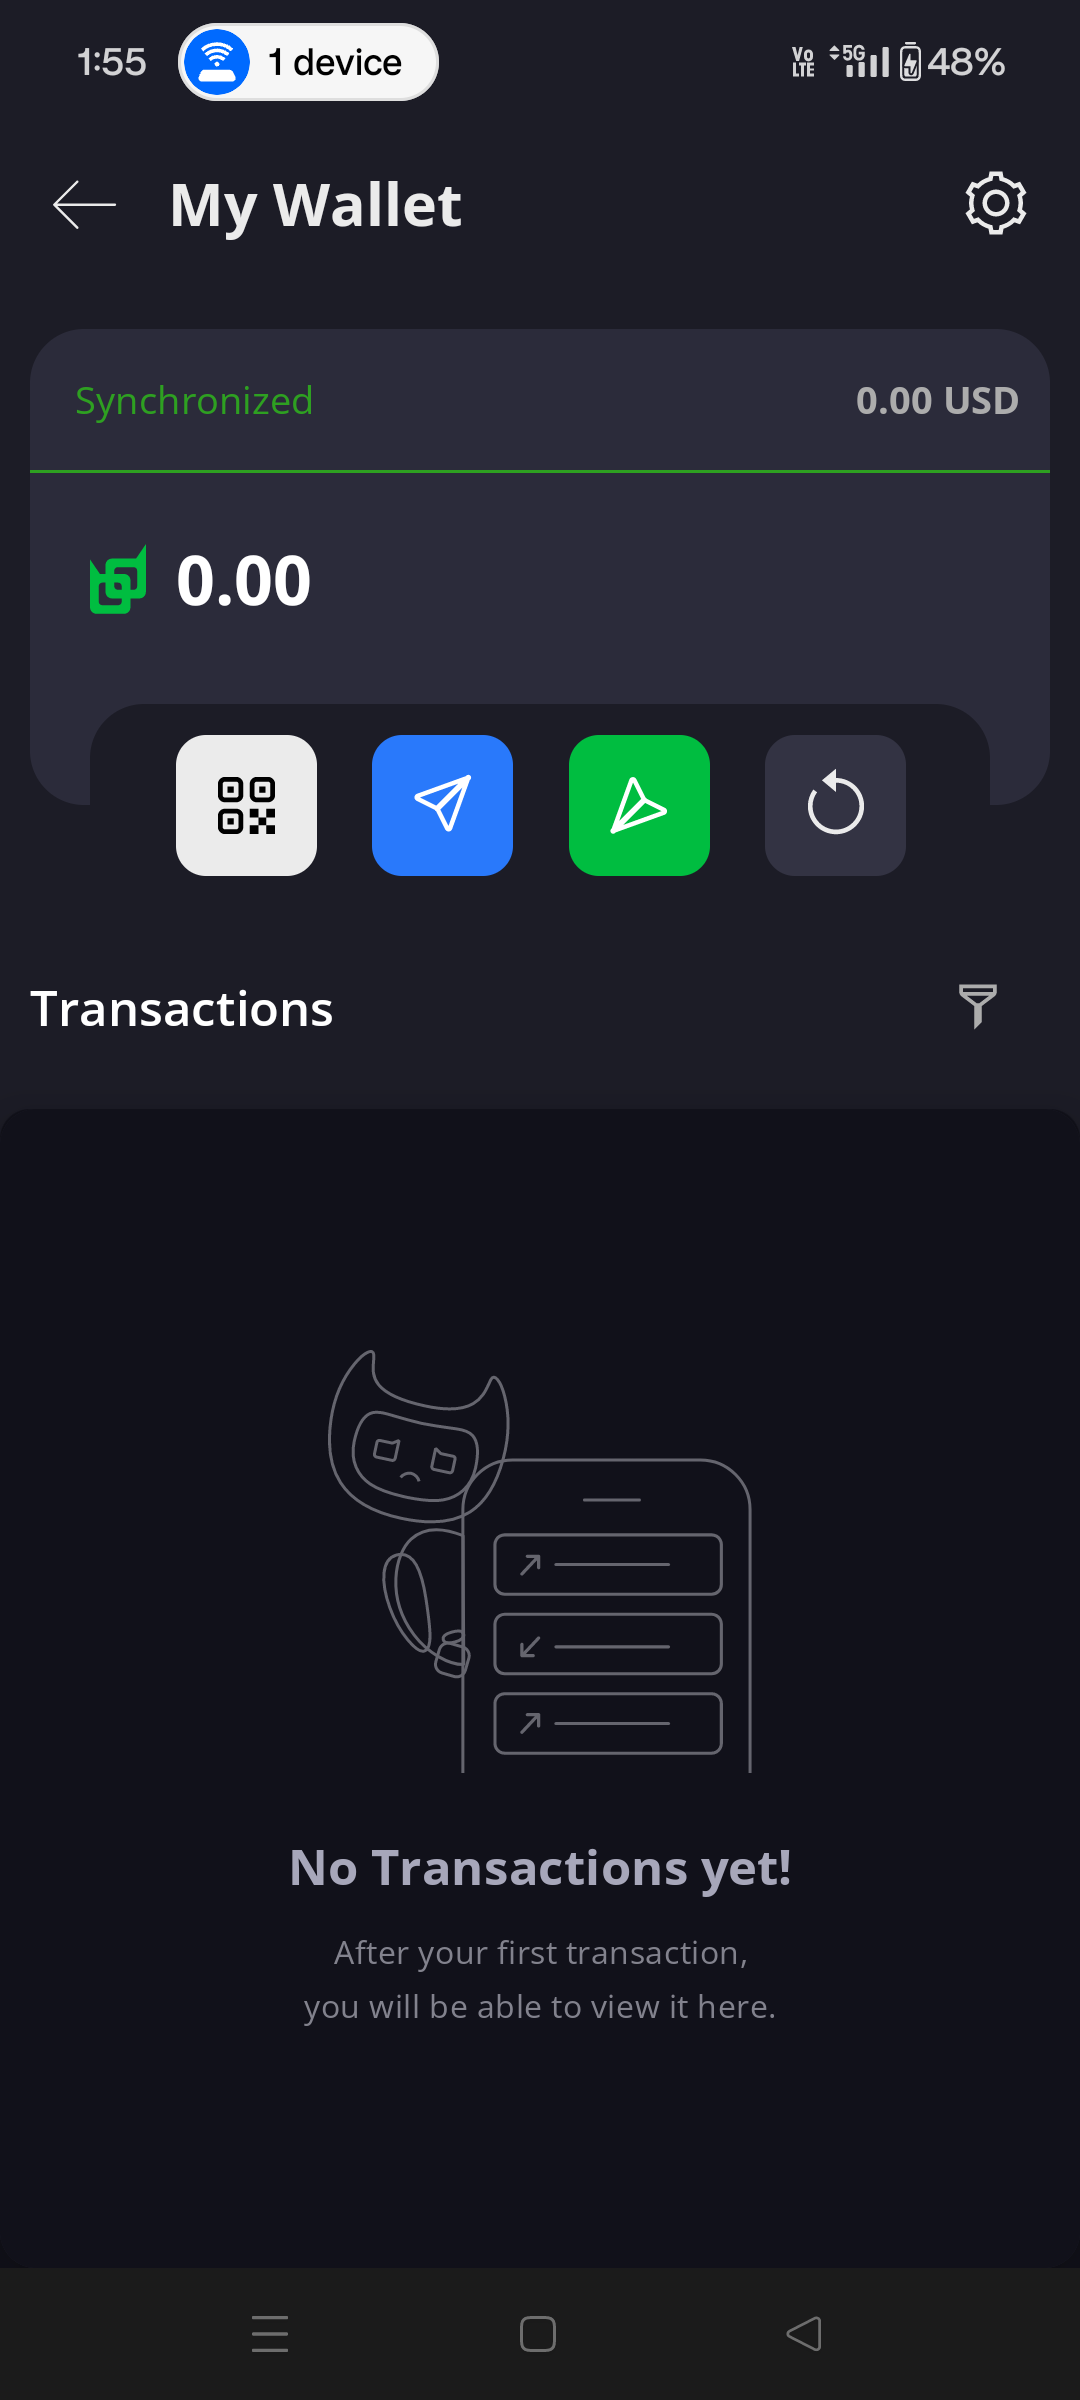 1:55
1 device
Vo
LTE
5G
48%
My Wallet
Synchronized
0.00 USD
0.00
Transactions
No Transactions yet!
After your first transaction,
you will be able to view it here.